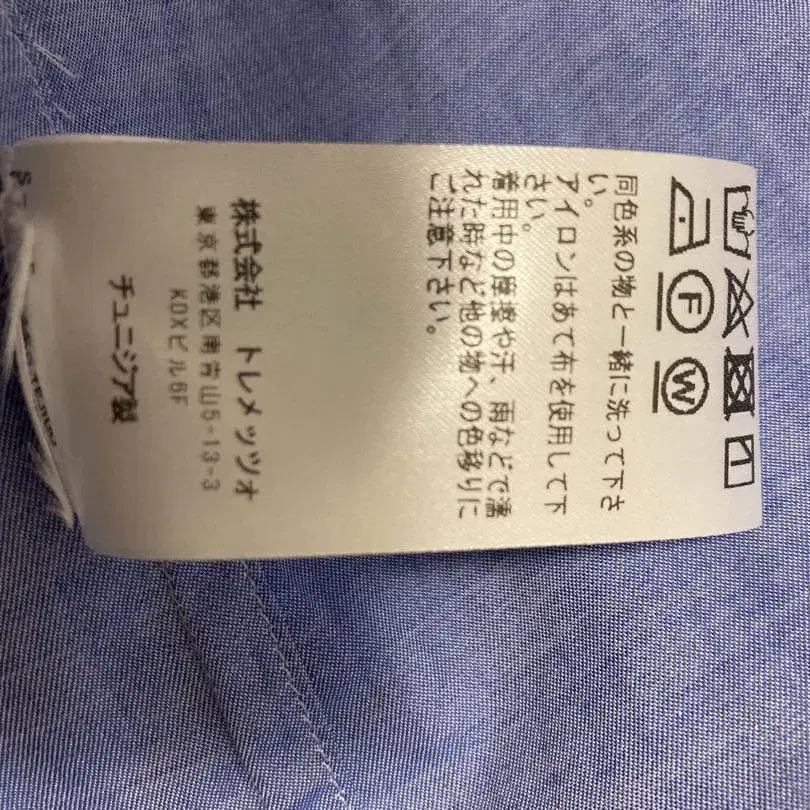 F W
同色系の物と一緒に洗って下さ
い。
アイロンはあて布を使用して下
さい。
着用中の摩擦や汗、雨などで濡
れた時など他の物への色移りに
ご注意下さい。
株式会社 トレメッツォ
東京都港区南青山5-13-3
KDXビル6F
チュニジア製